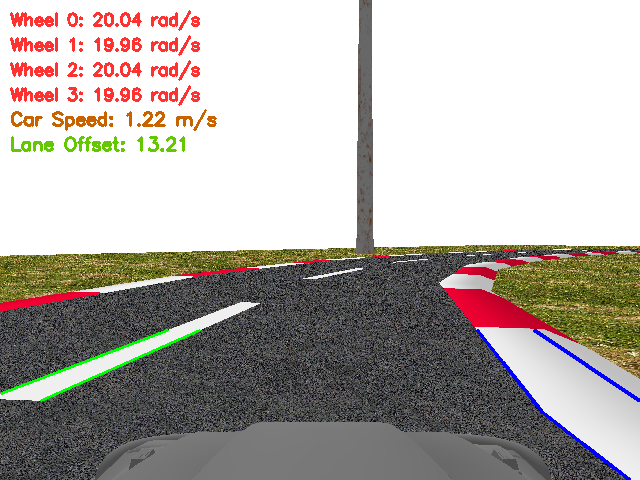 Wheel 0: 20.04 rad/s
Wheel 1: 19.96 rad/s
Wheel 2: 20.04 rad/s
Wheel 3: 19.96 rad/s
Car Speed: 1.22 m/s
Lane Offset: 13.21